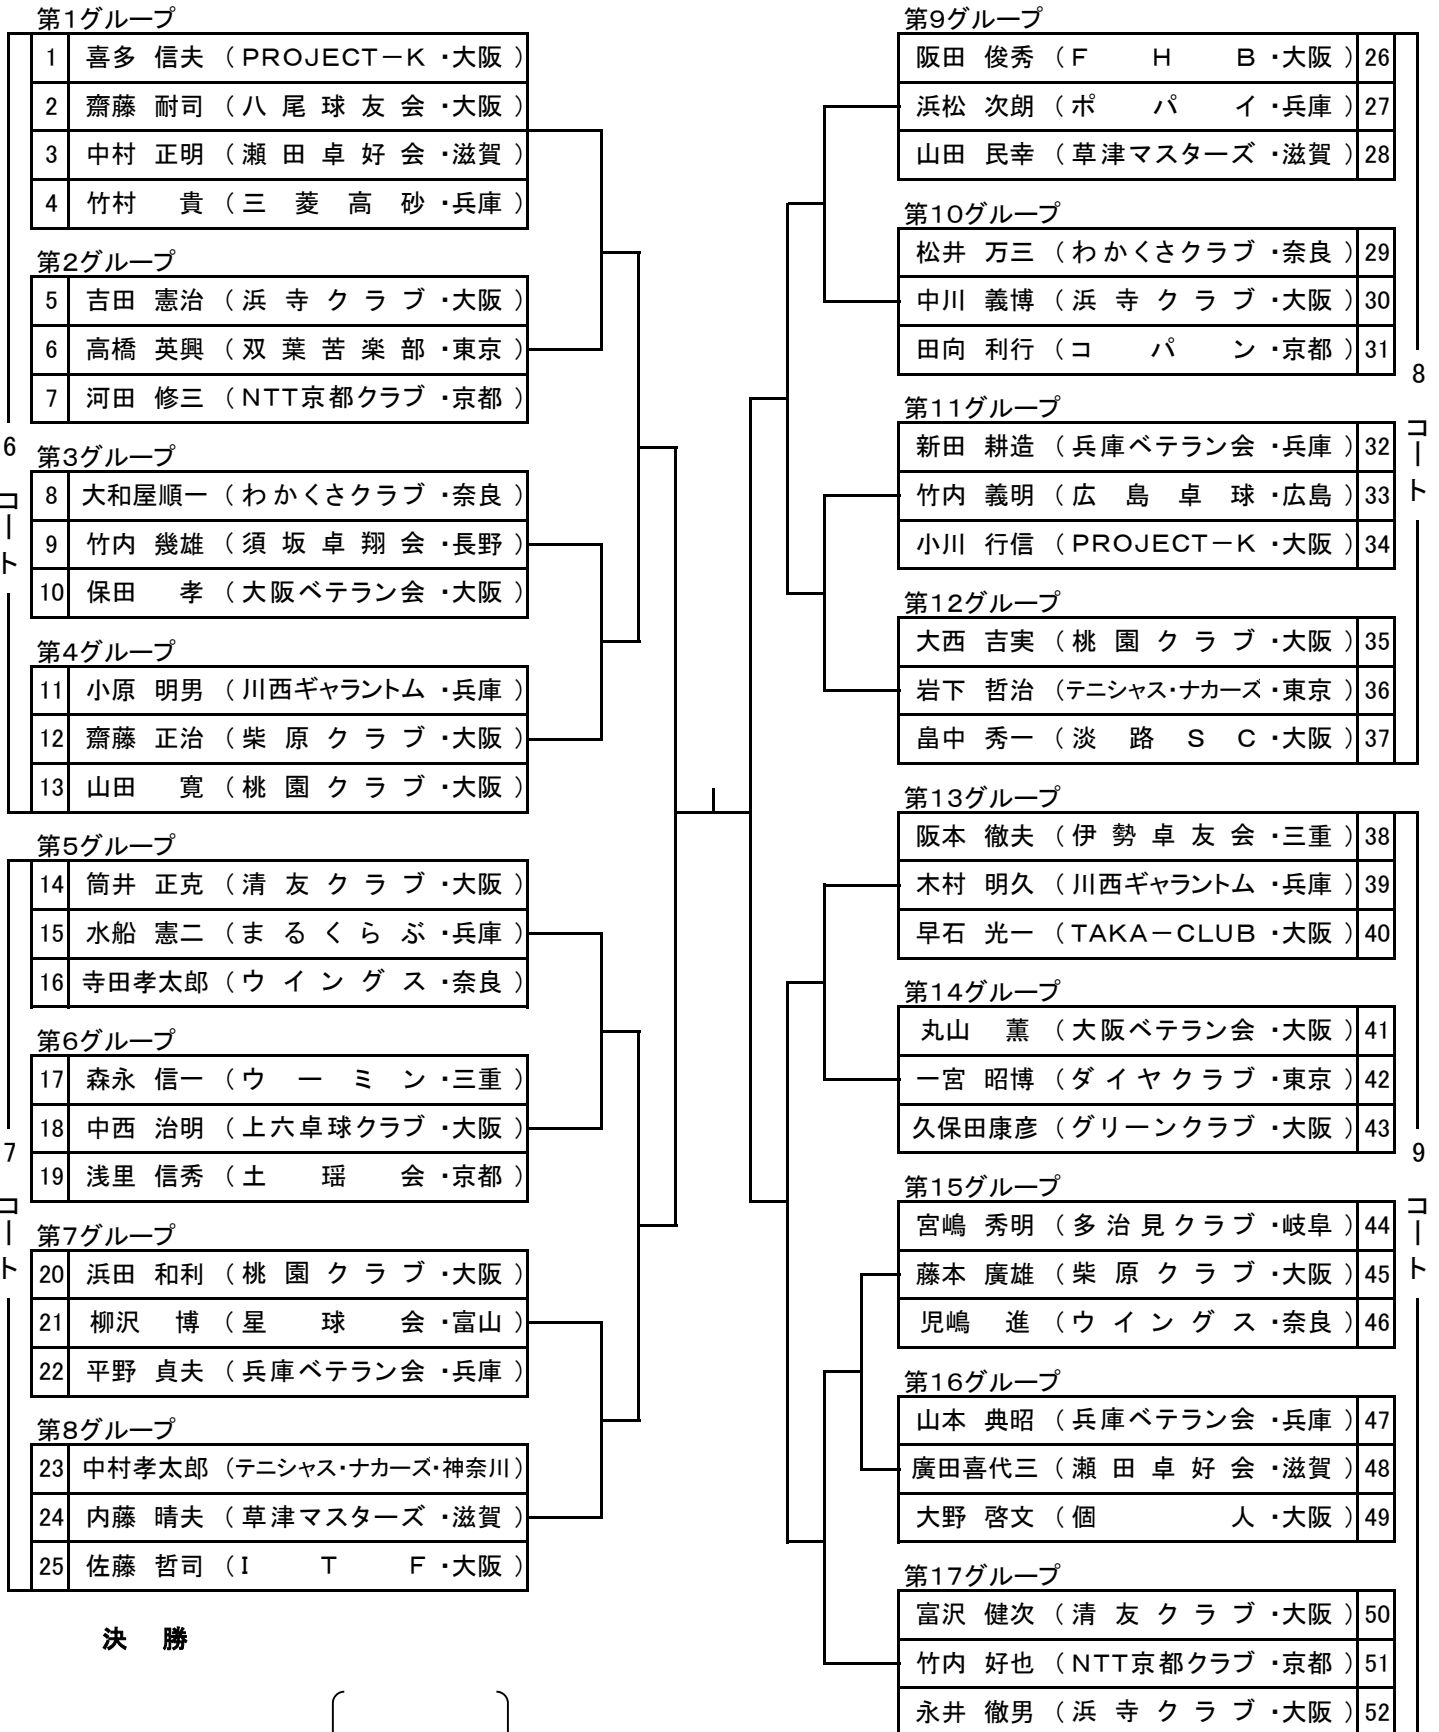 第1グループ
1 喜多 信夫 (PROJECT-K・大阪)
2 齋藤 耐司 (八尾球友会・大阪)
3 中村 正明 (瀬田卓好会・滋賀)
4 竹村 貴 (三菱高砂・兵庫)
第2グループ
5 吉田 憲治 (浜寺クラブ・大阪)
6 高橋 英興 (双葉苦楽部・東京)
7 河田 修三 (NTT京都クラブ・京都)
第3グループ
8 大和屋順一 (わかくさクラブ・奈良)
9 竹内 幾雄 (須坂卓翔会・長野)
10 保田 孝 (大阪ベテラン会・大阪)
第4グループ
11 小原 明男 (川西ギャラントム・兵庫)
12 齋藤 正治 (柴原クラブ・大阪)
13 山田 寛 (桃園クラブ・大阪)
6コート
第5グループ
14 筒井 正克 (清友クラブ・大阪)
15 水船 憲二 (まるくらぶ・兵庫)
16 寺田孝太郎 (ウイングス・奈良)
第6グループ
17 森永 信一 (ウーミン・三重)
18 中西 治明 (上六卓球クラブ・大阪)
19 浅里 信秀 (土瑶会・京都)
第7グループ
20 浜田 和利 (桃園クラブ・大阪)
21 柳沢 博 (星球会・富山)
22 平野 貞夫 (兵庫ベテラン会・兵庫)
第8グループ
23 中村孝太郎 (テニシャス・ナカーズ・神奈川)
24 内藤 晴夫 (草津マスターズ・滋賀)
25 佐藤 哲司 (ITF・大阪)
7コート
決勝
第9グループ
阪田 俊秀 (FHB・大阪) 26
浜松 次朗 (ポパイ・兵庫) 27
山田 民幸 (草津マスターズ・滋賀) 28
第10グループ
松井 万三 (わかくさクラブ・奈良) 29
中川 義博 (浜寺クラブ・大阪) 30
田向 利行 (コパン・京都) 31
第11グループ
新田 耕造 (兵庫ベテラン会・兵庫) 32
竹内 義明 (広島卓球・広島) 33
小川 行信 (PROJECT-K・大阪) 34
第12グループ
大西 吉実 (桃園クラブ・大阪) 35
岩下 哲治 (テニシャス・ナカーズ・東京) 36
畠中 秀一 (淡路SC・大阪) 37
8コート
第13グループ
阪本 徹夫 (伊勢卓友会・三重) 38
木村 明久 (川西ギャラントム・兵庫) 39
早石 光一 (TAKA-CLUB・大阪) 40
第14グループ
丸山 薫 (大阪ベテラン会・大阪) 41
一宮 昭博 (ダイヤクラブ・東京) 42
久保田康彦 (グリーンクラブ・大阪) 43
第15グループ
宮嶋 秀明 (多治見クラブ・岐阜) 44
藤本 廣雄 (柴原クラブ・大阪) 45
児嶋 進 (ウイングス・奈良) 46
第16グループ
山本 典昭 (兵庫ベテラン会・兵庫) 47
廣田喜代三 (瀬田卓好会・滋賀) 48
大野 啓文 (個人・大阪) 49
第17グループ
富沢 健次 (清友クラブ・大阪) 50
竹内 好也 (NTT京都クラブ・京都) 51
永井 徹男 (浜寺クラブ・大阪) 52
9コート